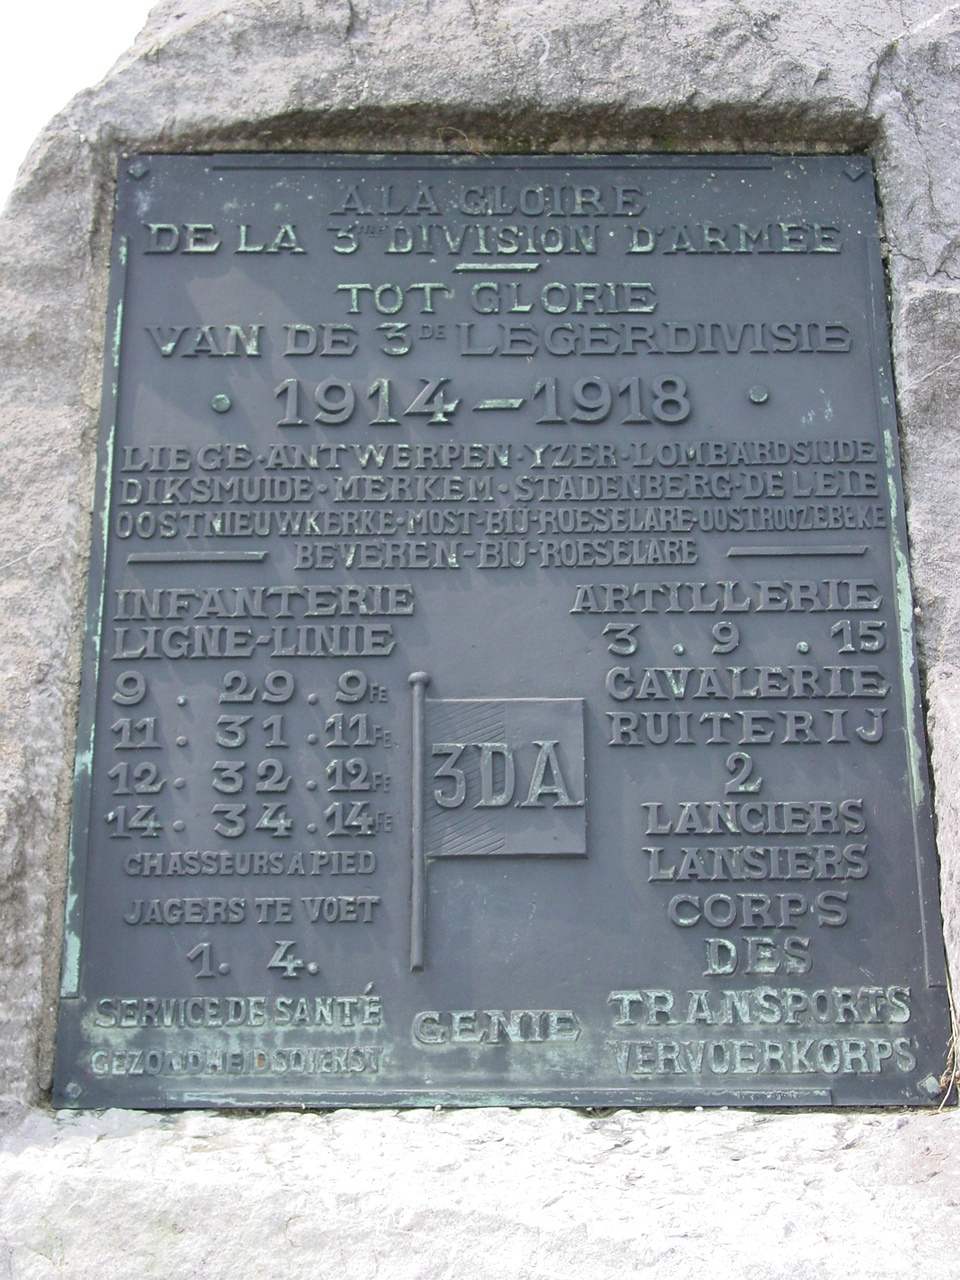 A LA GLOIRE
DE LA 3ME DIVISION D'ARMEE
TOT GLORIE
VAN DE 3DE LEGERDIVISIE
• 1914 – 1918 •
LIEGE·ANTWERPEN·YZER·LOMBARDSIJDE
DIKSMUIDE·MERKEM·STADENBERG·DE LEIE
OOSTNIEUWKERKE·MOST-BIJ-ROESELARE·OOSTROOZEBEKE
BEVEREN-BIJ-ROESELARE
INFANTERIE
LIGNE-LINIE
9 . 29 . 9FE
11 . 31 . 11FE
12 . 32 . 12FE
14 . 34 . 14FE
CHASSEURS A PIED
JAGERS TE VOET
1. 4.
SERVICE DE SANTÉ
GEZONDHEIDSDIENST
3DA
GENIE
ARTILLERIE
3 . 9 . 15
CAVALERIE
RUITERIJ
2
LANCIERS
LANSIERS
CORPS
DES
TRANSPORTS
VERVOERKORPS